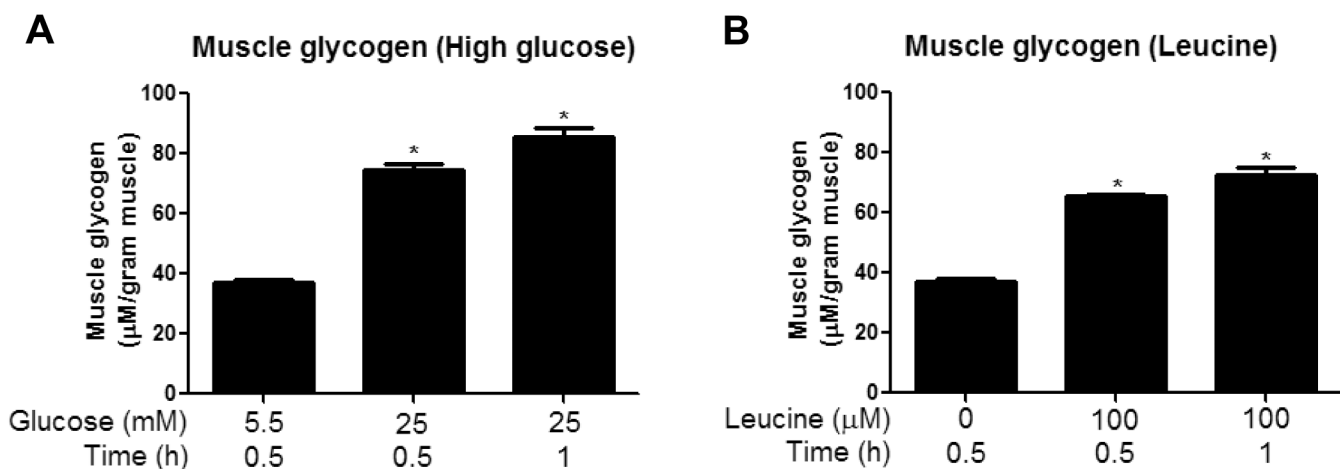 A
Muscle glycogen (High glucose)
Muscle glycogen
(μM/gram muscle)
100
80
60
40
20
0
*
*
Glucose (mM) 5.5 25 25
Time (h) 0.5 0.5 1
B
Muscle glycogen (Leucine)
Muscle glycogen
(μM/gram muscle)
100
80
60
40
20
0
*
*
Leucine (μM) 0 100 100
Time (h) 0.5 0.5 1